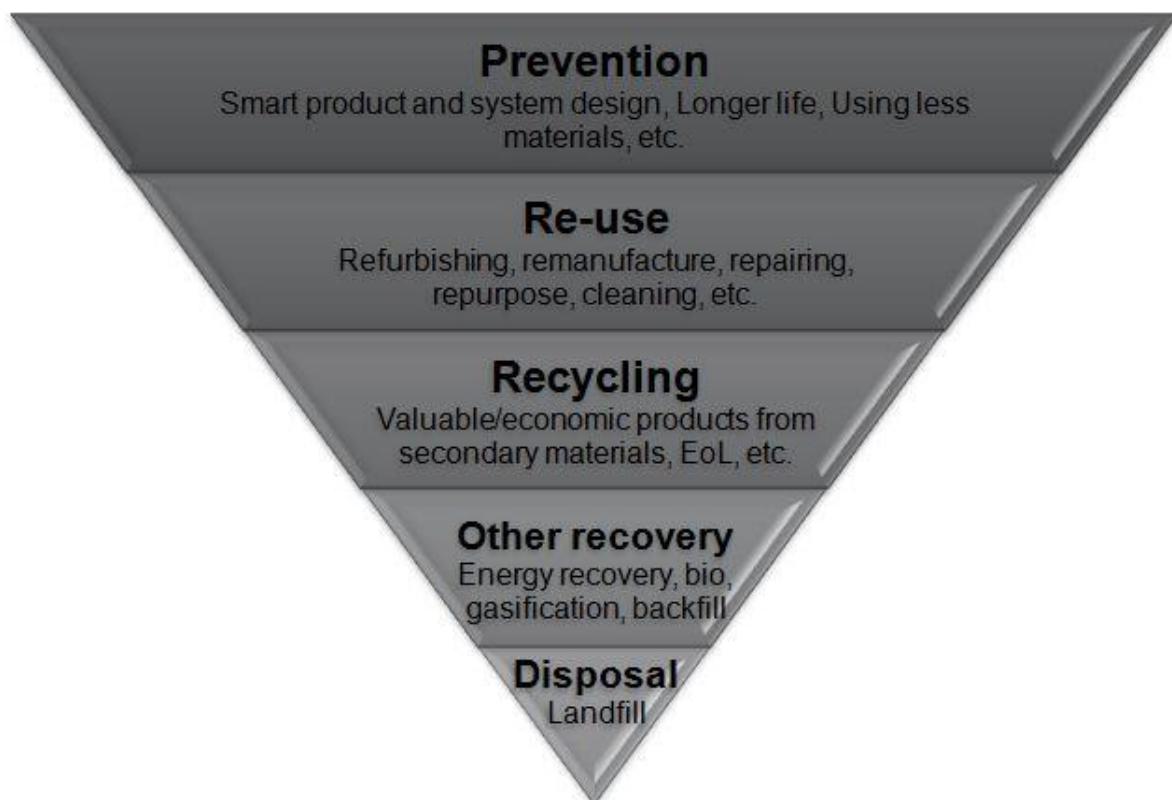 Prevention
Smart product and system design, Longer life, Using less
materials, etc.
Re-use
Refurbishing, remanufacture, repairing,
repurpose, cleaning, etc.
Recycling
Valuable/economic products from
secondary materials, EoL, etc.
Other recovery
Energy recovery, bio,
gasification, backfill
Disposal
Landfill